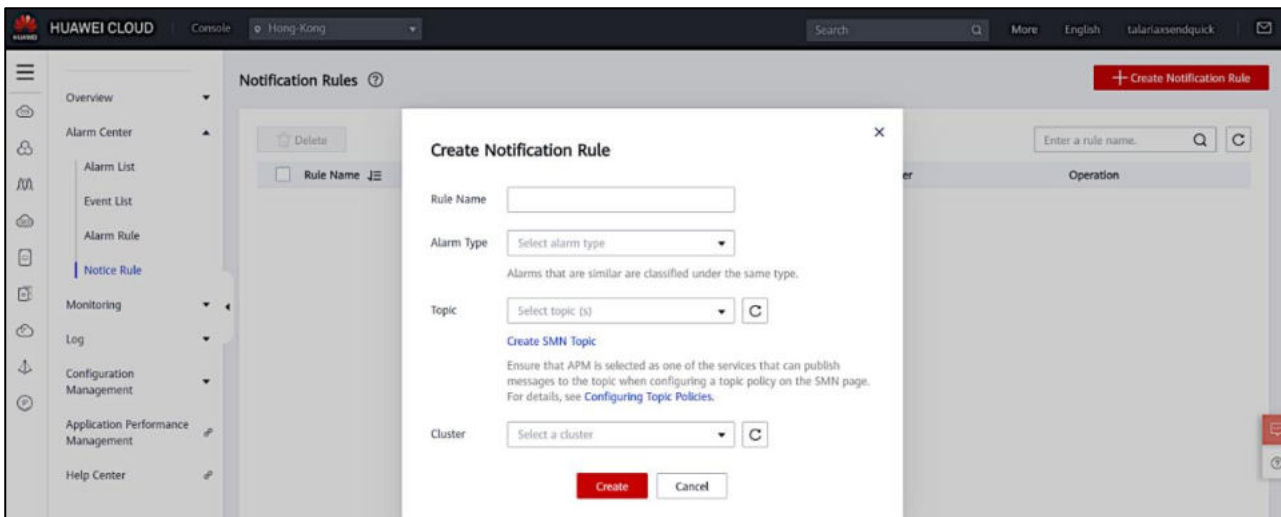 HUAWEI HUAWEI CLOUD Console Hong-Kong Search More English talariaxsendquick
Notification Rules ?
+ Create Notification Rule
Overview
Alarm Center
Alarm List
Event List
Alarm Rule
Notice Rule
Monitoring
Log
Configuration
Management
Application Performance
Management
Help Center
Delete
Enter a rule name.
Rule Name
er
Operation
Create Notification Rule
Rule Name
Alarm Type Select alarm type
Alarms that are similar are classified under the same type.
Topic Select topic (s)
Create SMN Topic
Ensure that APM is selected as one of the services that can publish
messages to the topic when configuring a topic policy on the SMN page.
For details, see Configuring Topic Policies.
Cluster Select a cluster
Create Cancel